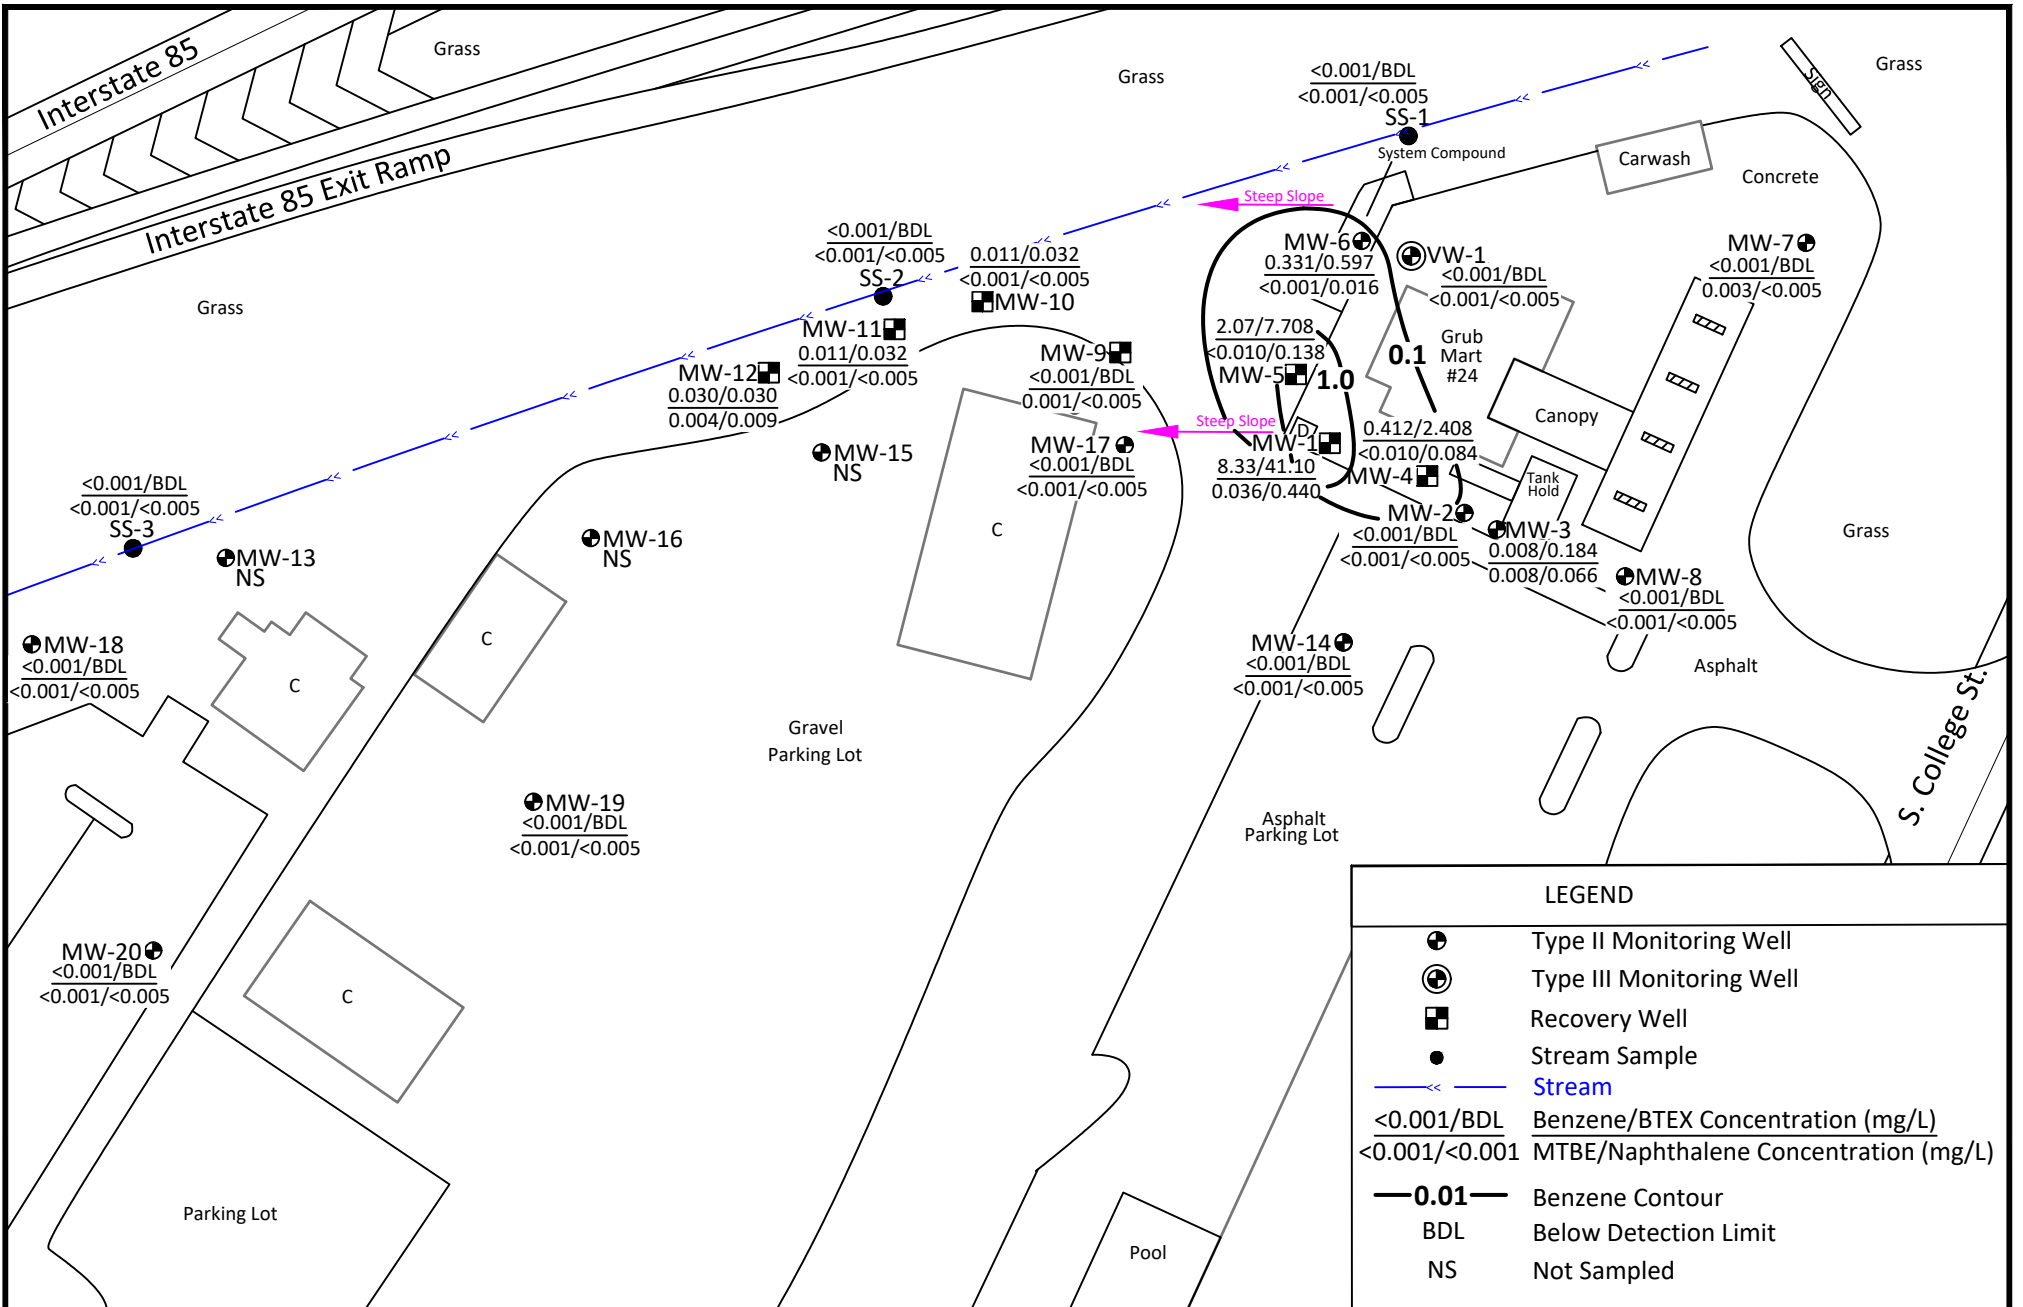 Interstate 85
Grass
Interstate 85 Exit Ramp
Grass
Grass
<0.001/BDL
<0.001/<0.005
SS-1
System Compound
Sign
Grass
Carwash
Concrete
Steep Slope
MW-6
0.331/0.597
<0.001/0.016
VW-1
<0.001/BDL
<0.001/<0.005
MW-7
<0.001/BDL
0.003/<0.005
<0.001/BDL
<0.001/<0.005
SS-2
0.011/0.032
<0.001/<0.005
MW-10
MW-11
0.011/0.032
<0.001/<0.005
MW-12
0.030/0.030
0.004/0.009
MW-9
<0.001/BDL
0.001/<0.005
2.07/7.708
<0.010/0.138
MW-5
1.0
0.1
Grub
Mart
#24
Canopy
Steep Slope
MW-17
<0.001/BDL
<0.001/<0.005
D
MW-1
8.33/41.10
0.036/0.440
0.412/2.408
<0.010/0.084
MW-4
Tank
Hold
MW-2
<0.001/BDL
<0.001/<0.005
MW-3
0.008/0.184
0.008/0.066
MW-8
<0.001/BDL
<0.001/<0.005
Grass
MW-15
NS
MW-16
NS
C
<0.001/BDL
<0.001/<0.005
SS-3
MW-13
NS
MW-18
<0.001/BDL
<0.001/<0.005
C
C
MW-14
<0.001/BDL
<0.001/<0.005
Asphalt
S. College St.
Gravel
Parking Lot
MW-19
<0.001/BDL
<0.001/<0.005
Asphalt
Parking Lot
MW-20
<0.001/BDL
<0.001/<0.005
C
Parking Lot
Pool
LEGEND
Type II Monitoring Well
Type III Monitoring Well
Recovery Well
Stream Sample
Stream
<0.001/BDL Benzene/BTEX Concentration (mg/L)
<0.001/<0.001 MTBE/Naphthalene Concentration (mg/L)
0.01 Benzene Contour
BDL Below Detection Limit
NS Not Sampled